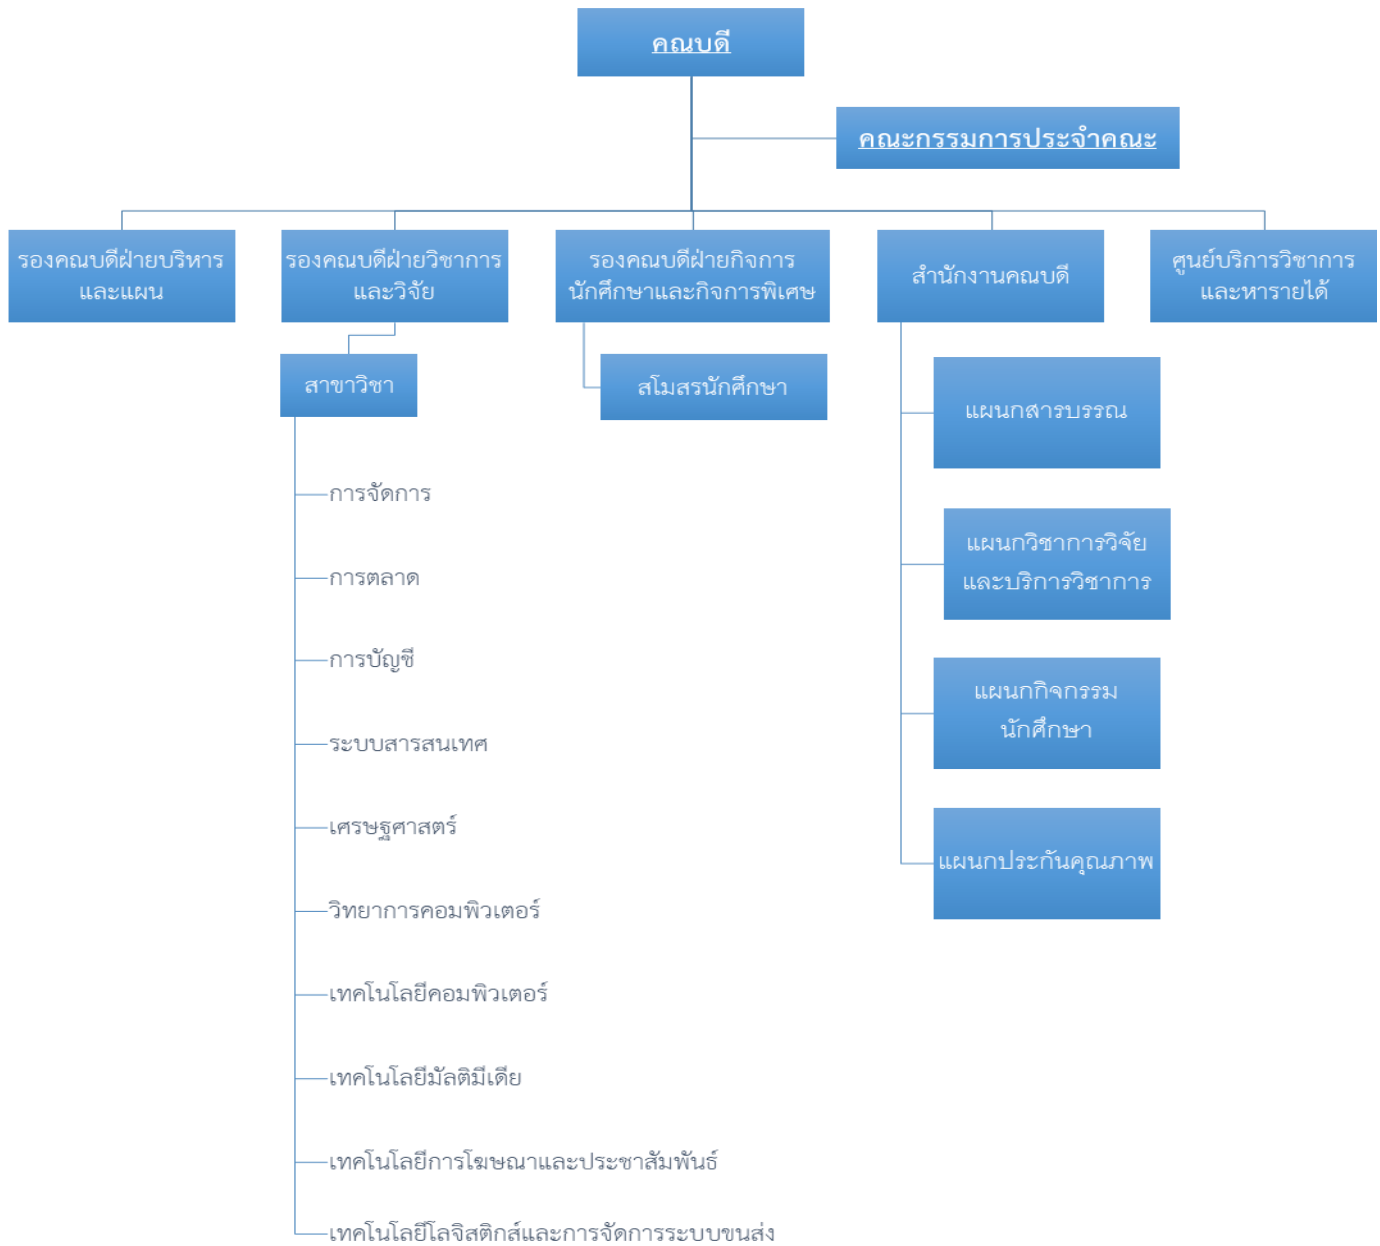 คณบดี
คณะกรรมการประจำคณะ
รองคณบดีฝ่ายบริหาร
และแผน
รองคณบดีฝ่ายวิชาการ
และวิจัย
รองคณบดีฝ่ายกิจการ
นักศึกษาและกิจการพิเศษ
สำนักงานคณบดี
ศูนย์บริการวิชาการ
และหารายได้
สาขาวิชา
การจัดการ
การตลาด
การบัญชี
ระบบสารสนเทศ
เศรษฐศาสตร์
วิทยาการคอมพิวเตอร์
เทคโนโลยีคอมพิวเตอร์
เทคโนโลยีมัลติมีเดีย
เทคโนโลยีการโฆษณาและประชาสัมพันธ์
เทคโนโลยีโลจิสติกส์และการจัดการระบบขนส่ง
สโมสรนักศึกษา
แผนกสารบรรณ
แผนกวิชาการวิจัย
และบริการวิชาการ
แผนกกิจกรรม
นักศึกษา
แผนกประกันคุณภาพ